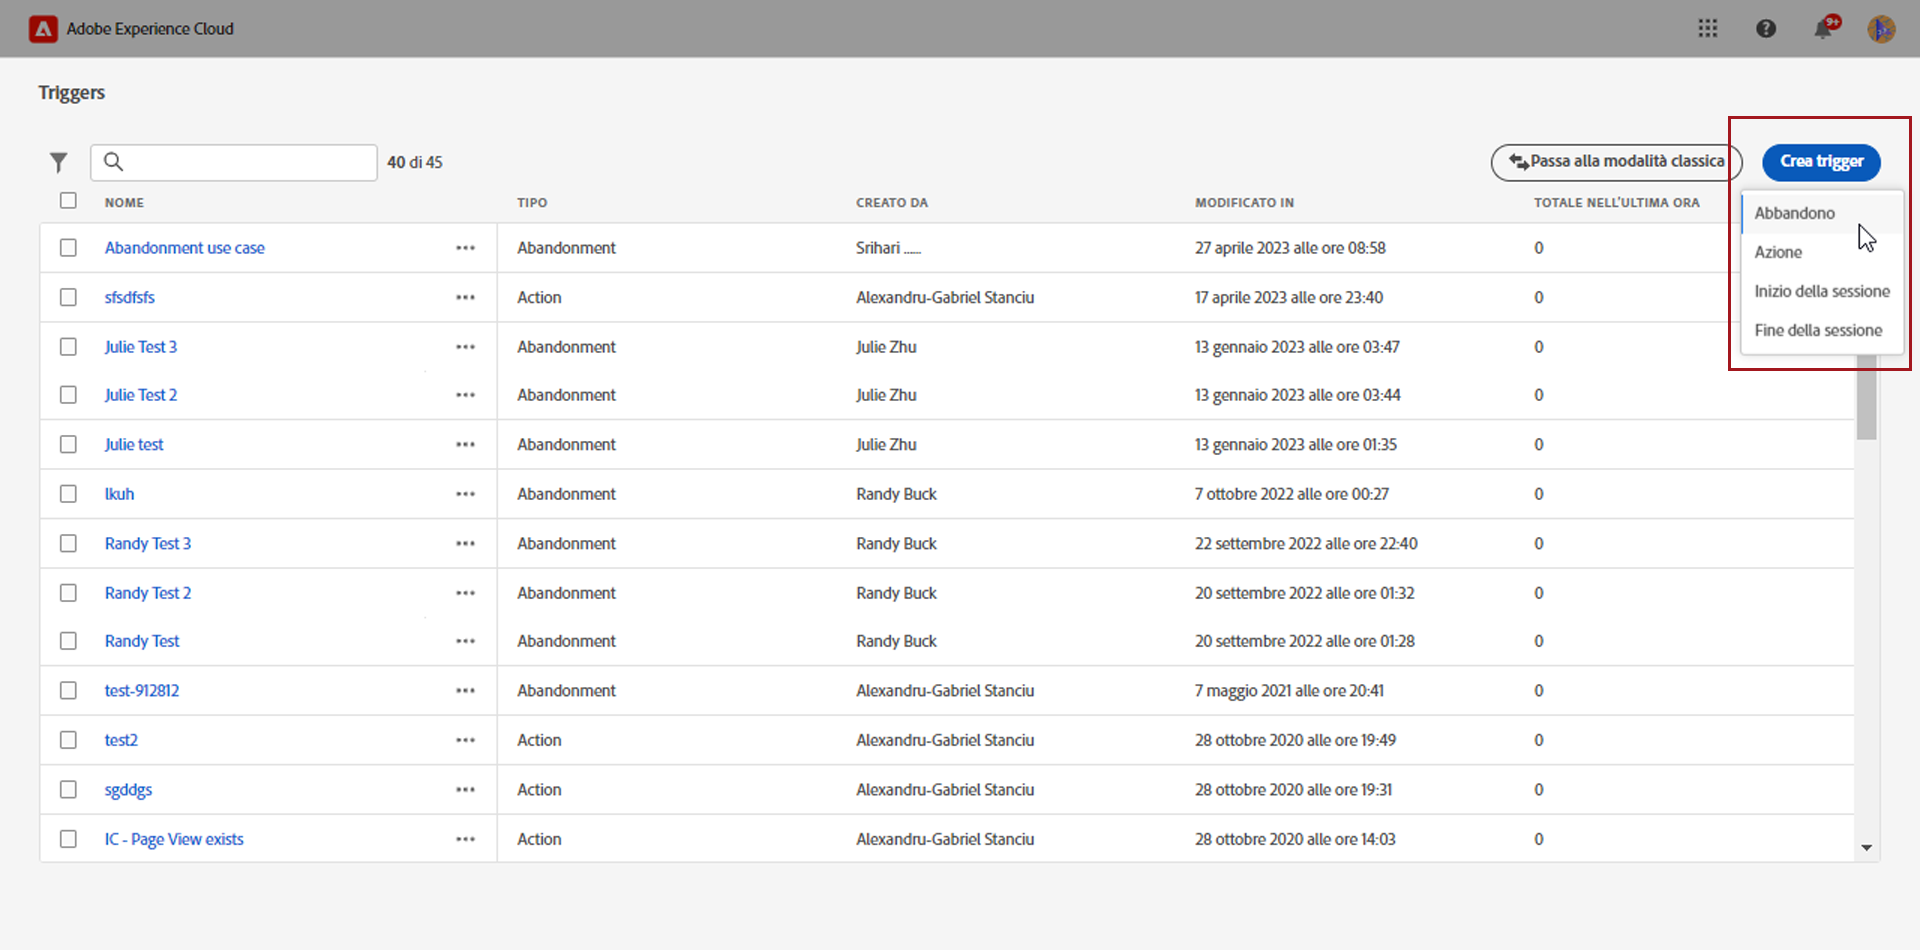 Adobe Experience Cloud
9+
Triggers
40 di 45
Passa alla modalità classica
Crea trigger
NOME TIPO CREATO DA MODIFICATO IN TOTALE NELL'ULTIMA ORA
Abbandono
Azione
Inizio della sessione
Fine della sessione
Abandonment use case ••• Abandonment Srihari ...... 27 aprile 2023 alle ore 08:58 0
sfsdfsfs ••• Action Alexandru-Gabriel Stanciu 17 aprile 2023 alle ore 23:40 0
Julie Test 3 ••• Abandonment Julie Zhu 13 gennaio 2023 alle ore 03:47 0
Julie Test 2 ••• Abandonment Julie Zhu 13 gennaio 2023 alle ore 03:44 0
Julie test ••• Abandonment Julie Zhu 13 gennaio 2023 alle ore 01:35 0
lkuh ••• Abandonment Randy Buck 7 ottobre 2022 alle ore 00:27 0
Randy Test 3 ••• Abandonment Randy Buck 22 settembre 2022 alle ore 22:40 0
Randy Test 2 ••• Abandonment Randy Buck 20 settembre 2022 alle ore 01:32 0
Randy Test ••• Abandonment Randy Buck 20 settembre 2022 alle ore 01:28 0
test-912812 ••• Abandonment Alexandru-Gabriel Stanciu 7 maggio 2021 alle ore 20:41 0
test2 ••• Action Alexandru-Gabriel Stanciu 28 ottobre 2020 alle ore 19:49 0
sgddgs ••• Action Alexandru-Gabriel Stanciu 28 ottobre 2020 alle ore 19:31 0
IC - Page View exists ••• Action Alexandru-Gabriel Stanciu 28 ottobre 2020 alle ore 14:03 0